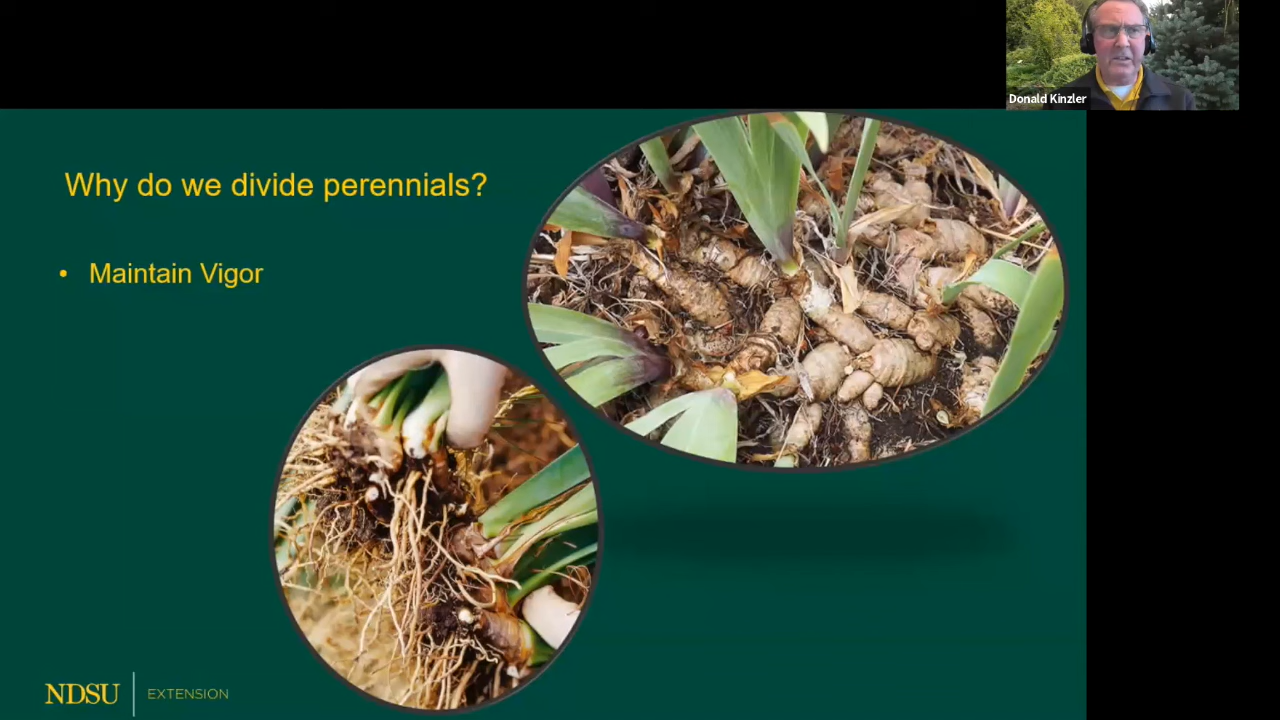 Donald Kinzler
Why do we divide perennials?
• Maintain Vigor
NDSU EXTENSION